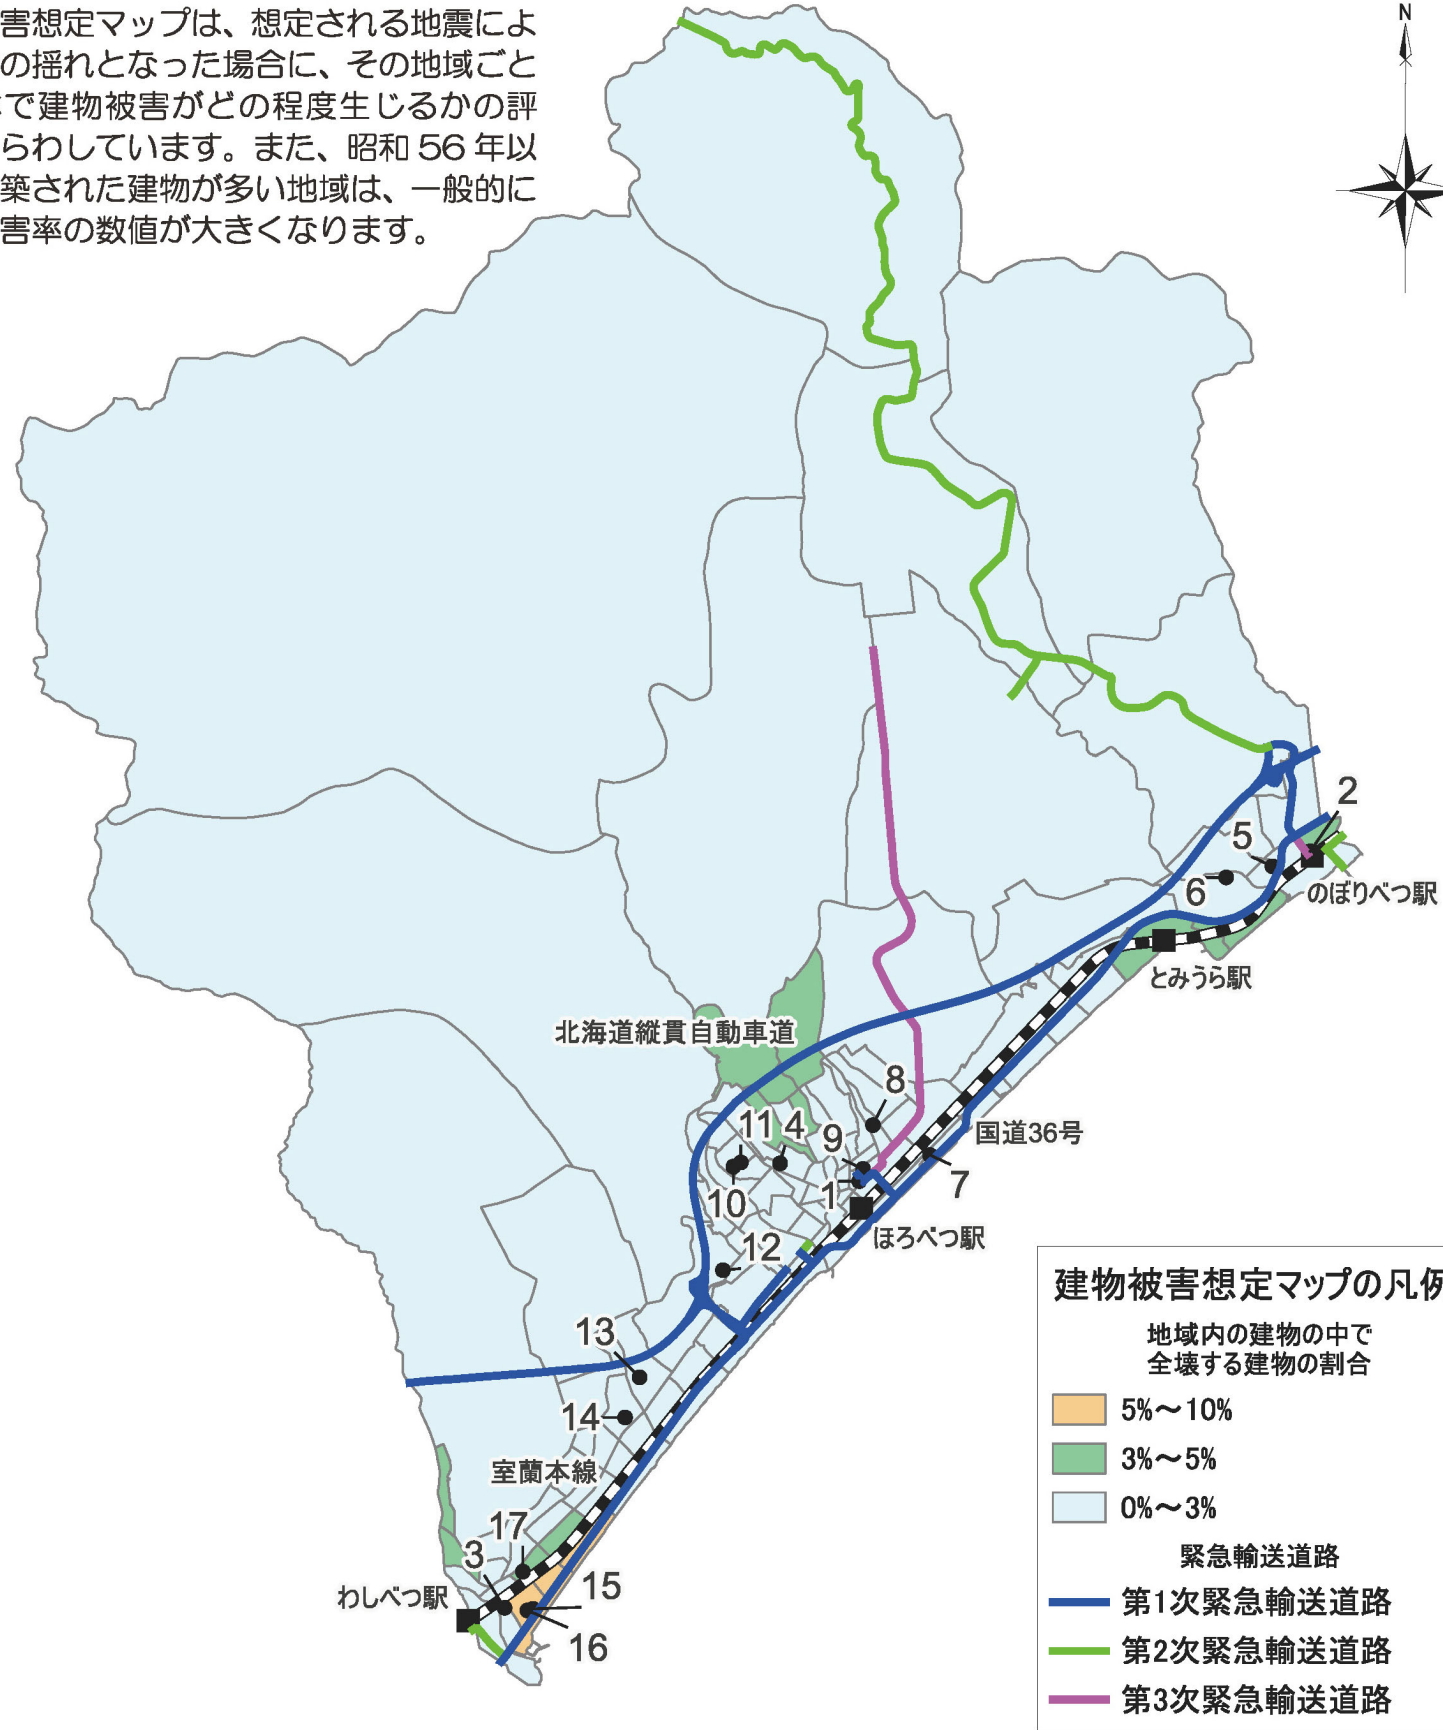 害想定マップは、想定される地震によ
の揺れとなった場合に、その地域ごと
で建物被害がどの程度生じるかの評
らわしています。また、昭和 56 年以
築された建物が多い地域は、一般的に
害率の数値が大きくなります。
N
2
5
6
のぼりべつ駅
とみうら駅
北海道縦貫自動車道
8
国道36号
11
4
9
7
10
1
ほろべつ駅
12
13
14
室蘭本線
17
3
15
わしべつ駅
16
建物被害想定マップの凡例
地域内の建物の中で
全壊する建物の割合
5%～10%
3%～5%
0%～3%
緊急輸送道路
第1次緊急輸送道路
第2次緊急輸送道路
第3次緊急輸送道路